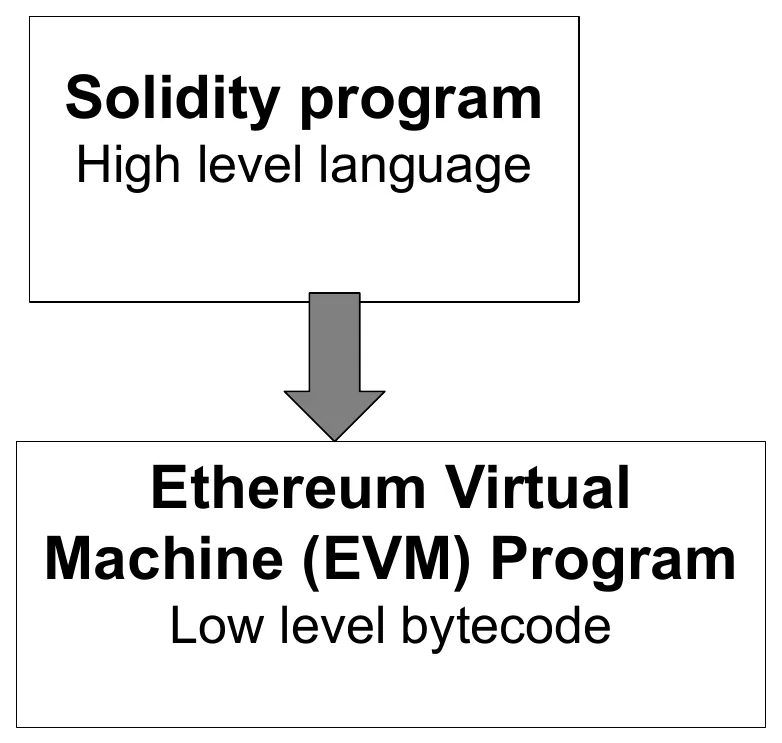 Solidity program
High level language
Ethereum Virtual
Machine (EVM) Program
Low level bytecode